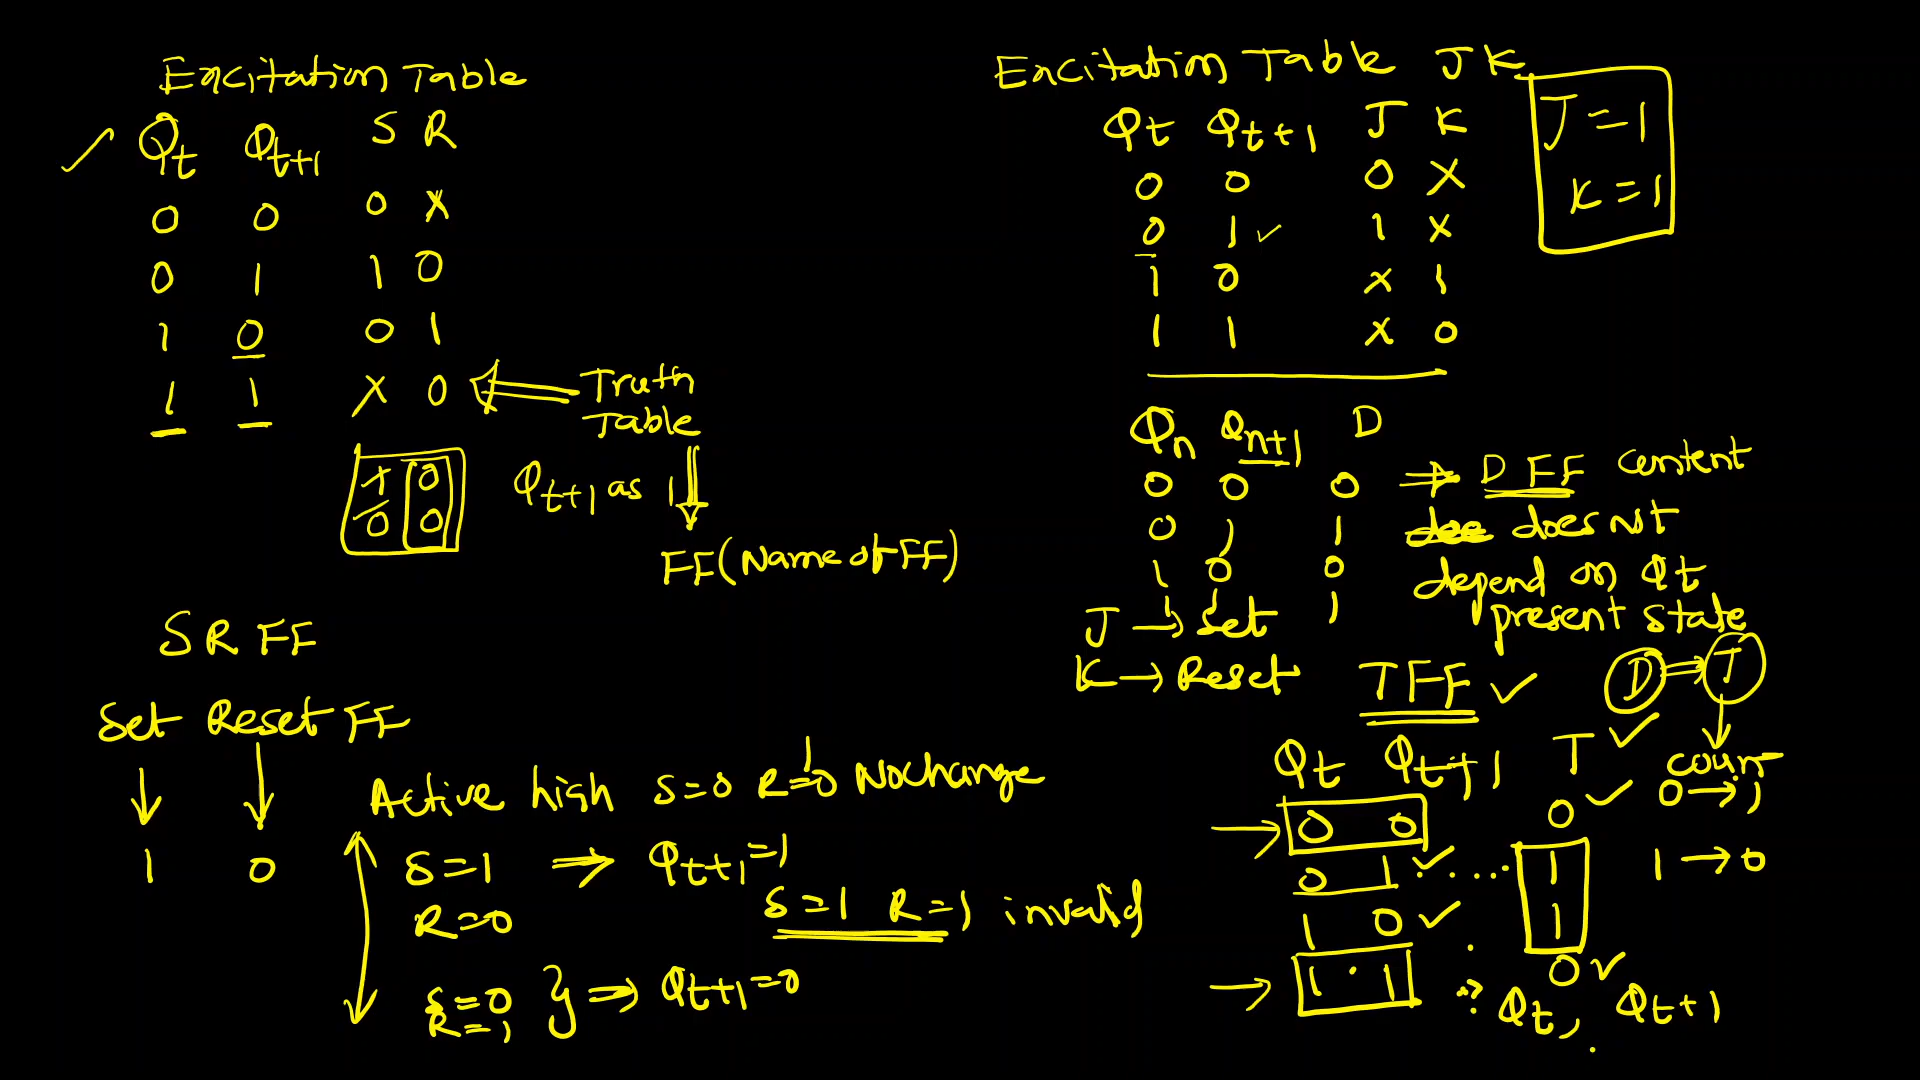 Excitation Table
Qt Qt+1 S R
0 0 0 X
0 1 1 0
1 0 0 1
1 1 X 0
Truth
Table
X 0
0 0
Qt+1 as 1
FF (Name of FF)
SR FF
Set Reset FF
1 0
Active high S=0 R=0 Nochange
S=1 ⇒ Qt+1=1
R=0
S=1 R=1 invalid
S=0 } ⇒ Qt+1=0
R=1
Excitation Table JK
Qt Qt+1 J K
0 0 0 X
0 1 ✓ 1 X
1 0 X 1
1 1 X 0
J=1
K=1
Qn Qn+1 D
0 0 0
0 1 1
1 0 0
1 1 1
⇒ D FF content
does not
depend on Qt
present state
J → Set
K → Reset
TFF ✓
D ⇒ T
count
0 → 1
1 → 0
Qt Qt+1 T ✓
0 0 0 ✓
0 1 ✓ 1
1 0 ✓ 1
1 1 0 ✓
Qt, Qt+1